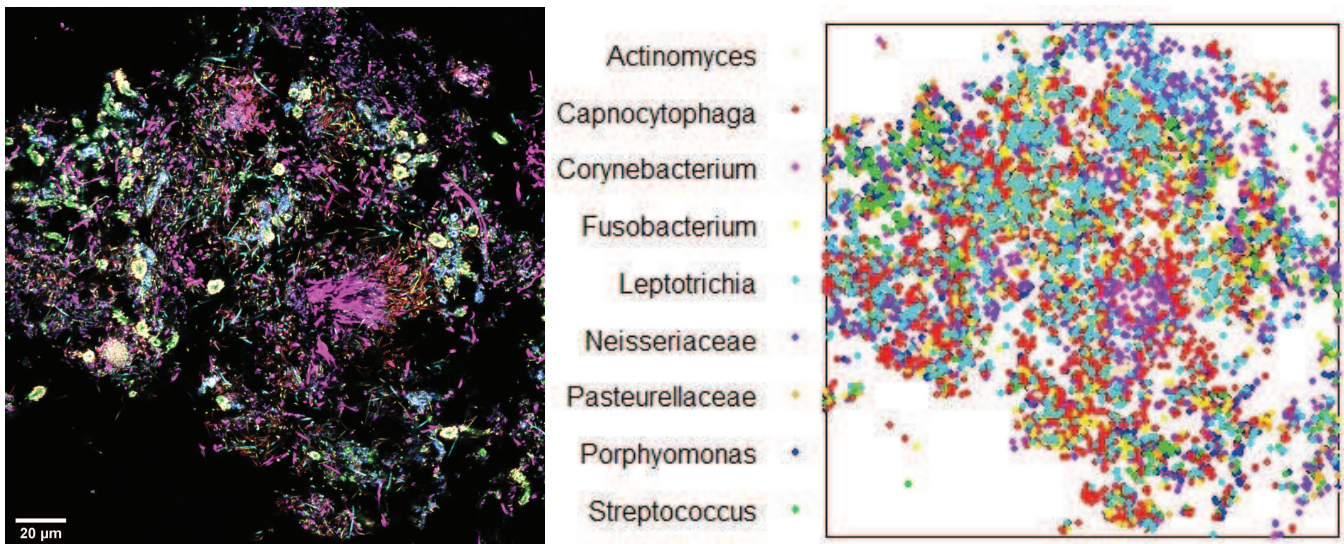 Actinomyces
Capnocytophaga
Corynebacterium
Fusobacterium
Leptotrichia
Neisseriaceae
Pasteurellaceae
Porphyomonas
Streptococcus
20 µm